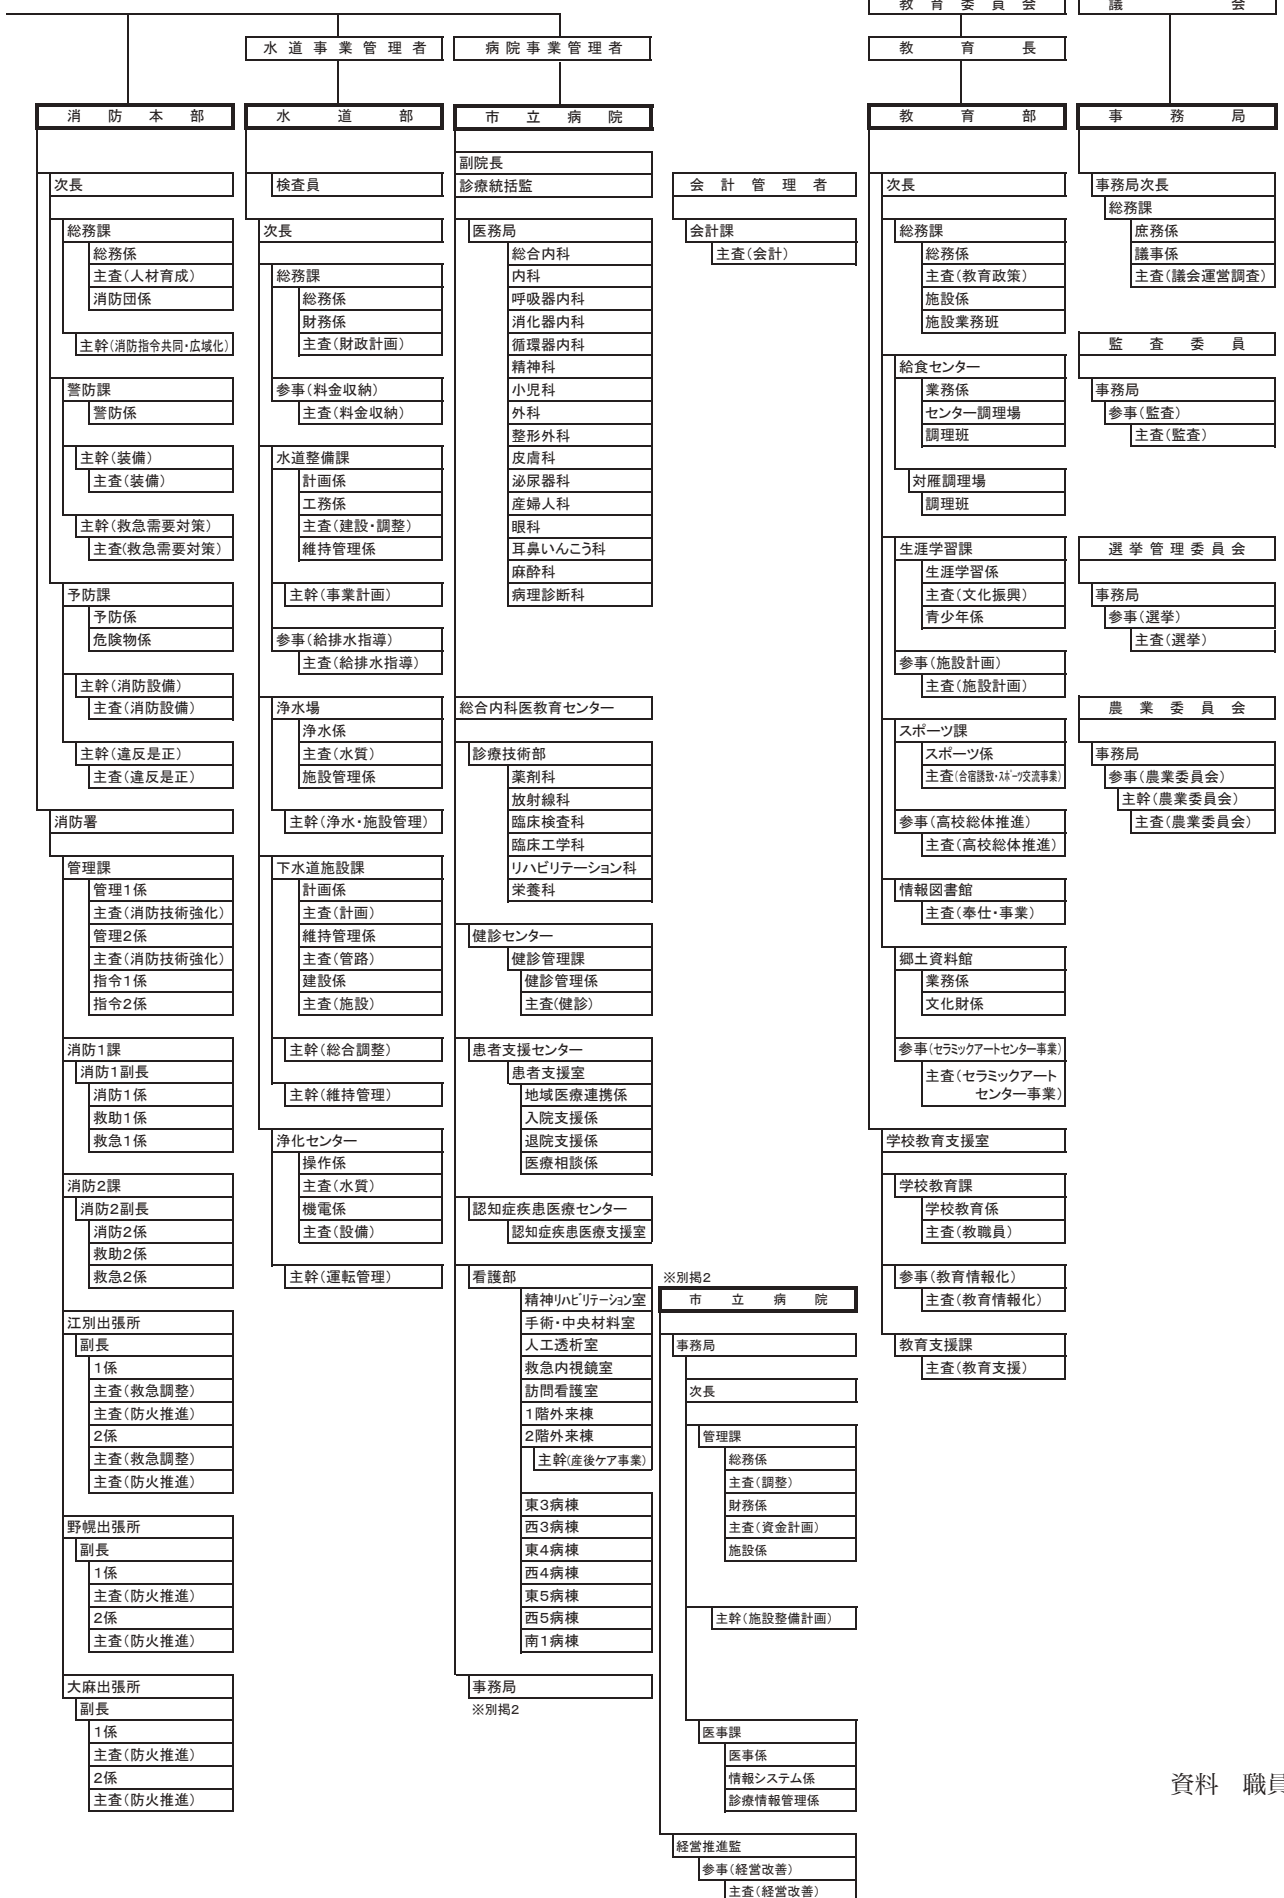 教育委員会
議会
水道事業管理者
病院事業管理者
教育長
消防本部
次長
総務課
総務係
主査(人材育成)
消防団係
主幹(消防指令共同・広域化)
警防課
警防係
主幹(装備)
主査(装備)
主幹(救急需要対策)
主査(救急需要対策)
予防課
予防係
危険物係
主幹(消防設備)
主査(消防設備)
主幹(違反是正)
主査(違反是正)
消防署
管理課
管理1係
主査(消防技術強化)
管理2係
主査(消防技術強化)
指令1係
指令2係
消防1課
消防1副長
消防1係
救助1係
救急1係
消防2課
消防2副長
消防2係
救助2係
救急2係
江別出張所
副長
1係
主査(救急調整)
主査(防火推進)
2係
主査(救急調整)
主査(防火推進)
野幌出張所
副長
1係
主査(防火推進)
2係
主査(防火推進)
大麻出張所
副長
1係
主査(防火推進)
2係
主査(防火推進)
水道部
検査員
次長
総務課
総務係
財務係
主査(財政計画)
参事(料金収納)
主査(料金収納)
水道整備課
計画係
工務係
主査(建設・調整)
維持管理係
主幹(事業計画)
参事(給排水指導)
主査(給排水指導)
浄水場
浄水係
主査(水質)
施設管理係
主幹(浄水・施設管理)
下水道施設課
計画係
主査(計画)
維持管理係
主査(管路)
建設係
主査(施設)
主幹(総合調整)
主幹(維持管理)
浄化センター
操作係
主査(水質)
機電係
主査(設備)
主幹(運転管理)
市立病院
副院長
診療統括監
医務局
総合内科
内科
呼吸器内科
消化器内科
循環器内科
精神科
小児科
外科
整形外科
皮膚科
泌尿器科
産婦人科
眼科
耳鼻いんこう科
麻酔科
病理診断科
総合内科医教育センター
診療技術部
薬剤科
放射線科
臨床検査科
臨床工学科
リハビリテーション科
栄養科
健診センター
健診管理課
健診管理係
主査(健診)
患者支援センター
患者支援室
地域医療連携係
入院支援係
退院支援係
医療相談係
認知症疾患医療センター
認知症疾患医療支援室
看護部
精神リハビリテーション室
手術・中央材料室
人工透析室
救急内視鏡室
訪問看護室
1階外来棟
2階外来棟
主幹(産後ケア事業)
東3病棟
西3病棟
東4病棟
西4病棟
東5病棟
西5病棟
南1病棟
事務局
※別掲2
会計管理者
会計課
主査(会計)
※別掲2
市立病院
事務局
次長
管理課
総務係
主査(調整)
財務係
主査(資金計画)
施設係
主幹(施設整備計画)
医事課
医事係
情報システム係
診療情報管理係
経営推進監
参事(経営改善)
主査(経営改善)
教育部
次長
総務課
総務係
主査(教育政策)
施設係
施設業務班
給食センター
業務係
センター調理場
調理班
対雁調理場
調理班
生涯学習課
生涯学習係
主査(文化振興)
青少年係
参事(施設計画)
主査(施設計画)
スポーツ課
スポーツ係
主査(合宿誘致・スポーツ交流事業)
参事(高校総体推進)
主査(高校総体推進)
情報図書館
主査(奉仕・事業)
郷土資料館
業務係
文化財係
参事(セラミックアートセンター事業)
主査(セラミックアート
センター事業)
学校教育支援室
学校教育課
学校教育係
主査(教職員)
参事(教育情報化)
主査(教育情報化)
教育支援課
主査(教育支援)
事務局
事務局次長
総務課
庶務係
議事係
主査(議会運営調査)
監査委員
事務局
参事(監査)
主査(監査)
選挙管理委員会
事務局
参事(選挙)
主査(選挙)
農業委員会
事務局
参事(農業委員会)
主幹(農業委員会)
主査(農業委員会)
資料 職員